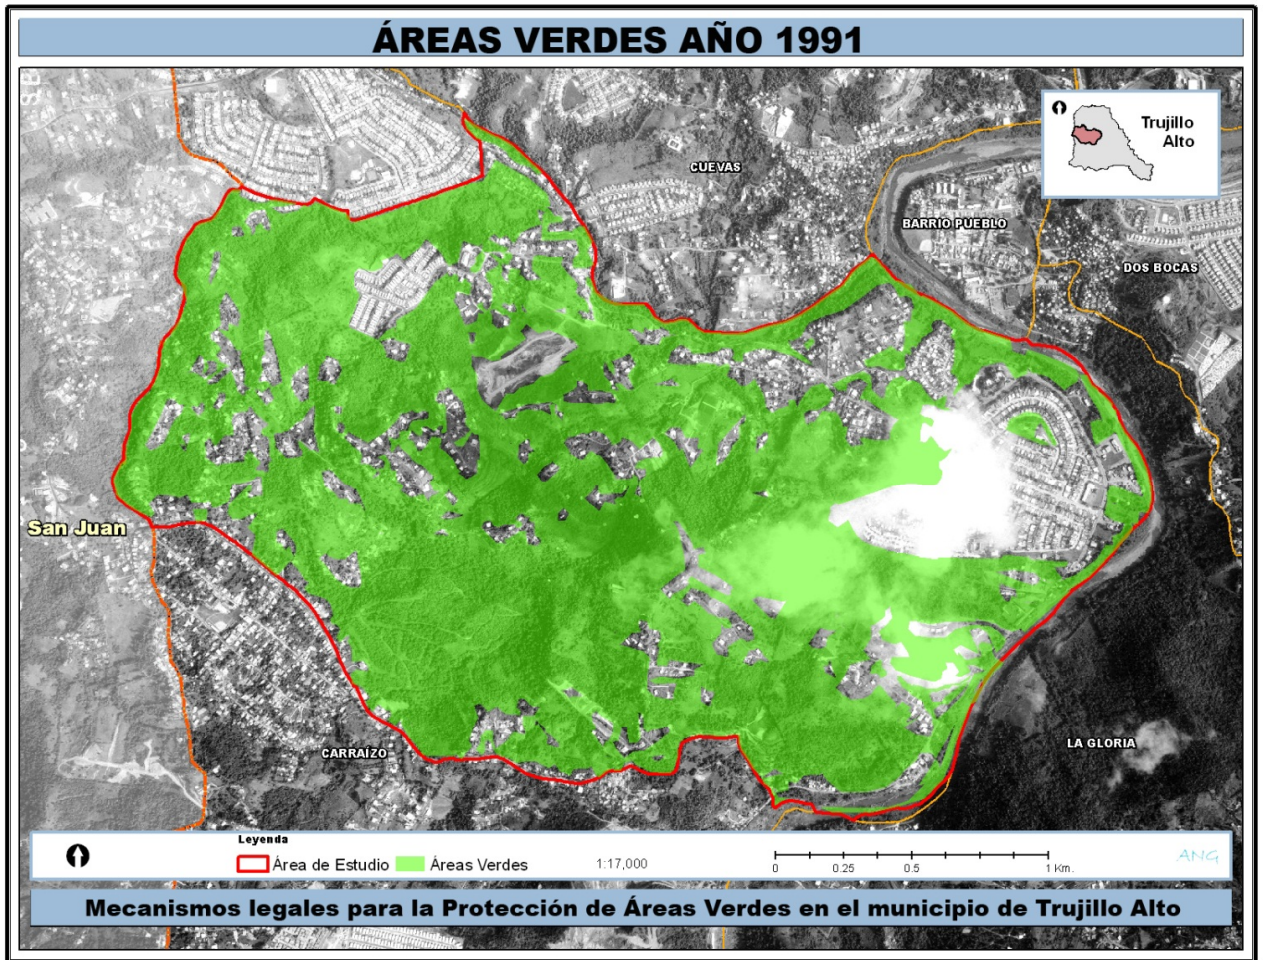 ÁREAS VERDES AÑO 1991
Trujillo
Alto
CUEVAS
BARRIO PUEBLO
DOS BOCAS
San Juan
CARRAÍZO
LA GLORIA
Leyenda
Área de Estudio
Áreas Verdes
1:17,000
0 0.25 0.5 1 Km.
ANG
Mecanismos legales para la Protección de Áreas Verdes en el municipio de Trujillo Alto